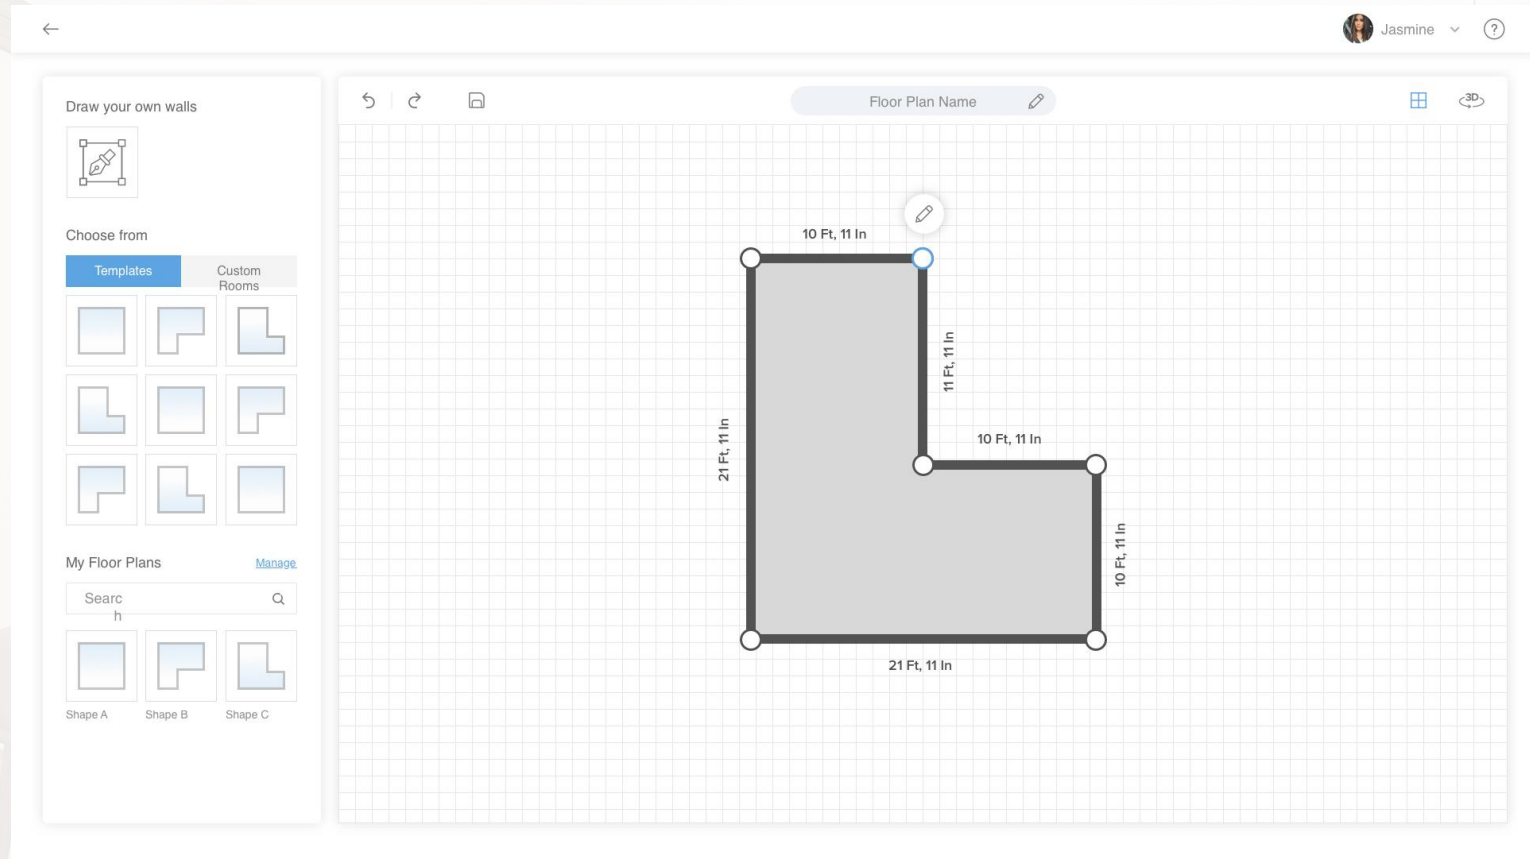 Jasmine
?
Draw your own walls
Floor Plan Name
3D
Choose from
Templates
Custom
Rooms
10 Ft, 11 In
11 Ft, 11 In
10 Ft, 11 In
21 Ft, 11 In
10 Ft, 11 In
21 Ft, 11 In
My Floor Plans
Manage
Searc
h
Shape A
Shape B
Shape C